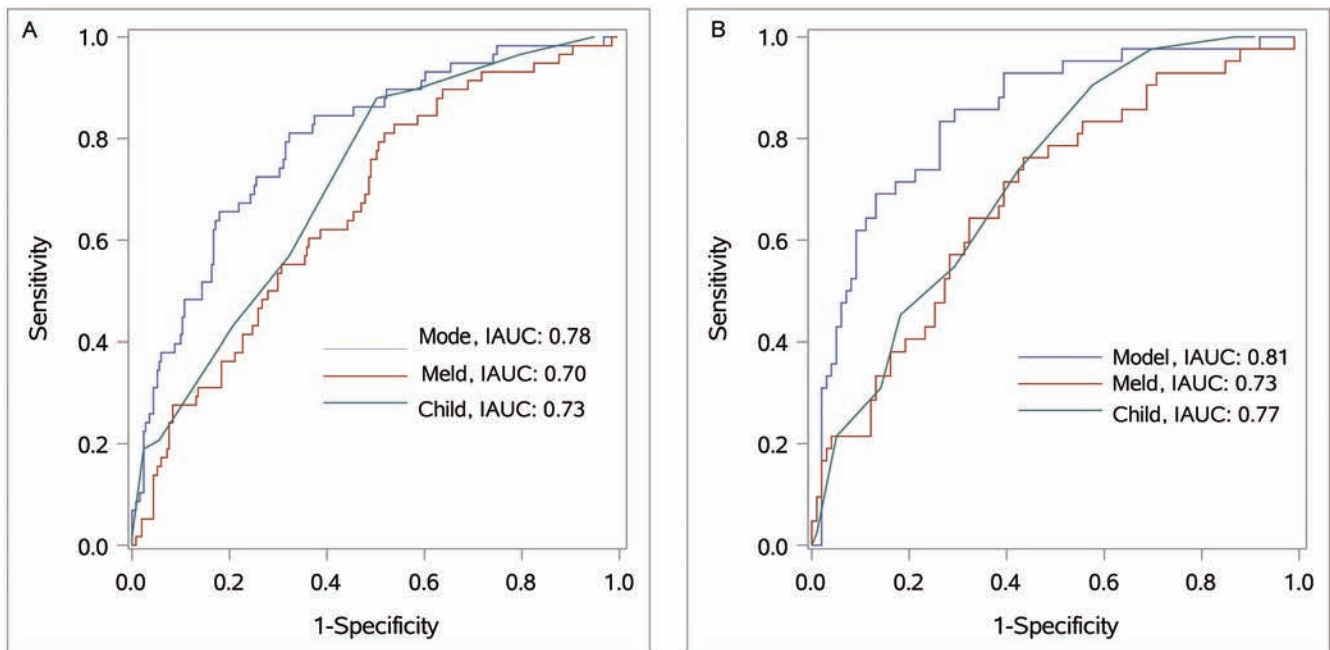 A
1.0
0.8
0.6
0.4
0.2
0.0
Sensitivity
Mode, IAUC: 0.78
Meld, IAUC: 0.70
Child, IAUC: 0.73
0.0 0.2 0.4 0.6 0.8 1.0
1-Specificity
B
1.0
0.8
0.6
0.4
0.2
0.0
Sensitivity
Model, IAUC: 0.81
Meld, IAUC: 0.73
Child, IAUC: 0.77
0.0 0.2 0.4 0.6 0.8 1.0
1-Specificity